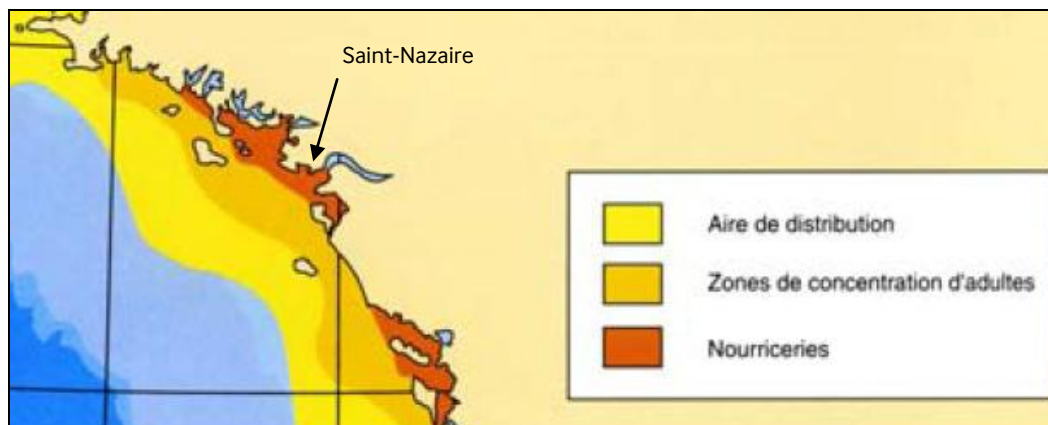 Saint-Nazaire
Aire de distribution
Zones de concentration d'adultes
Nourriceries